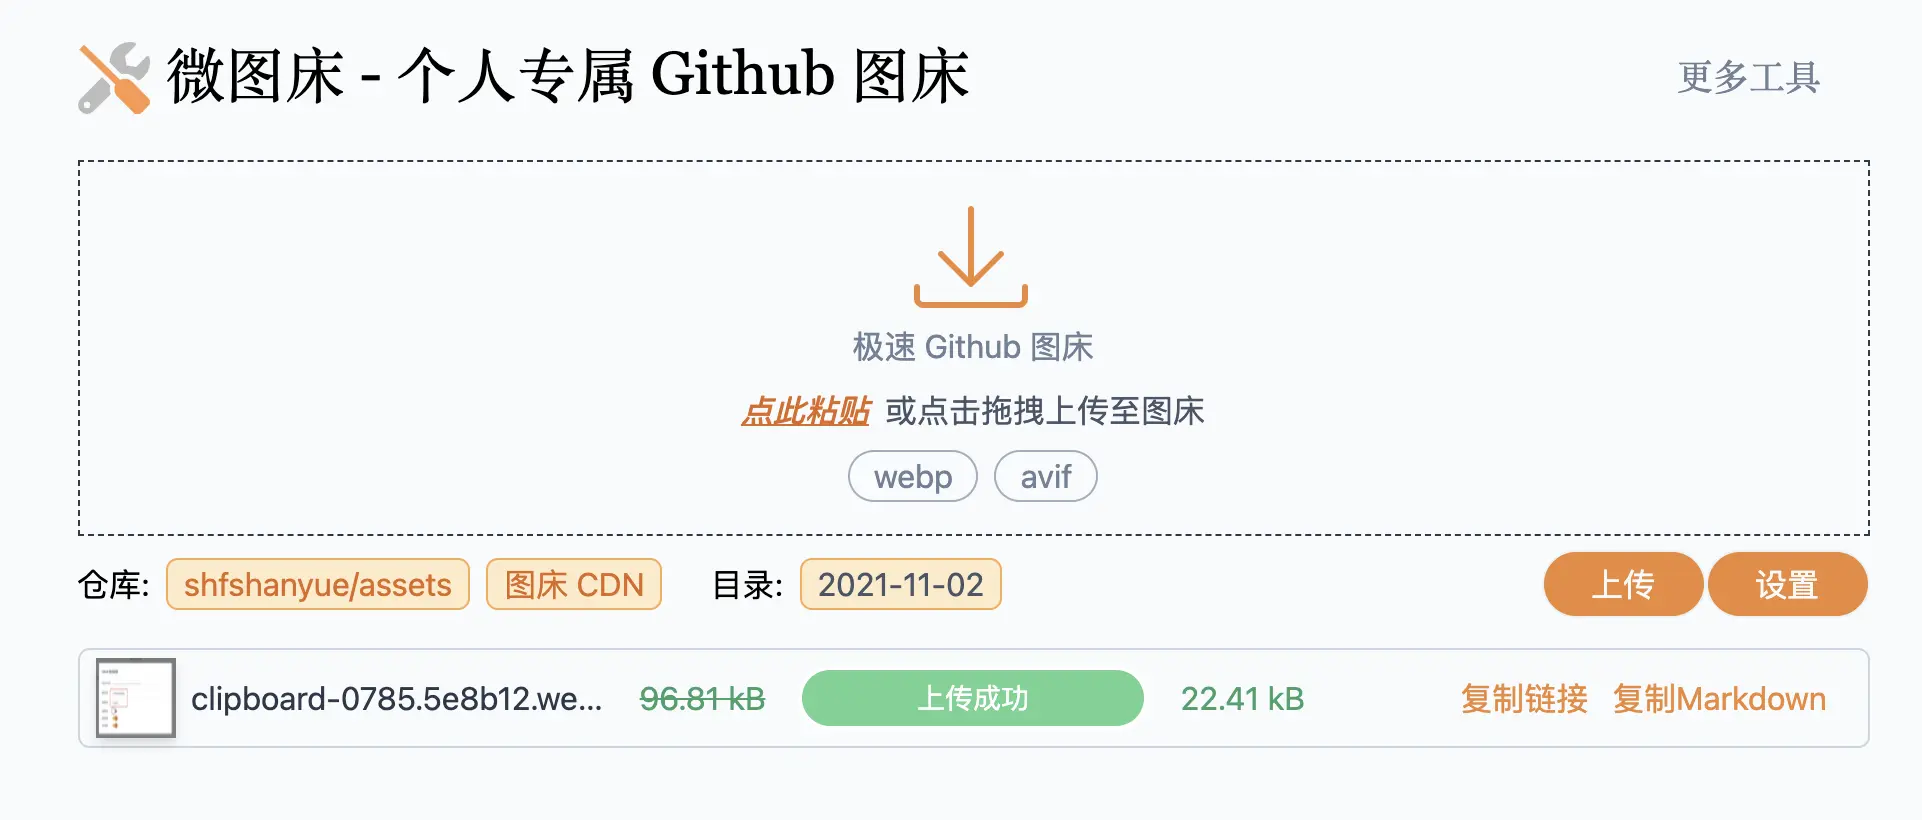 微图床 - 个人专属 Github 图床
更多工具
极速 Github 图床
点此粘贴 或点击拖拽上传至图床
webp avif
仓库: shfshanyue/assets 图床 CDN 目录: 2021-11-02 上传 设置
clipboard-0785.5e8b12.we... 96.81 kB 上传成功 22.41 kB 复制链接 复制Markdown